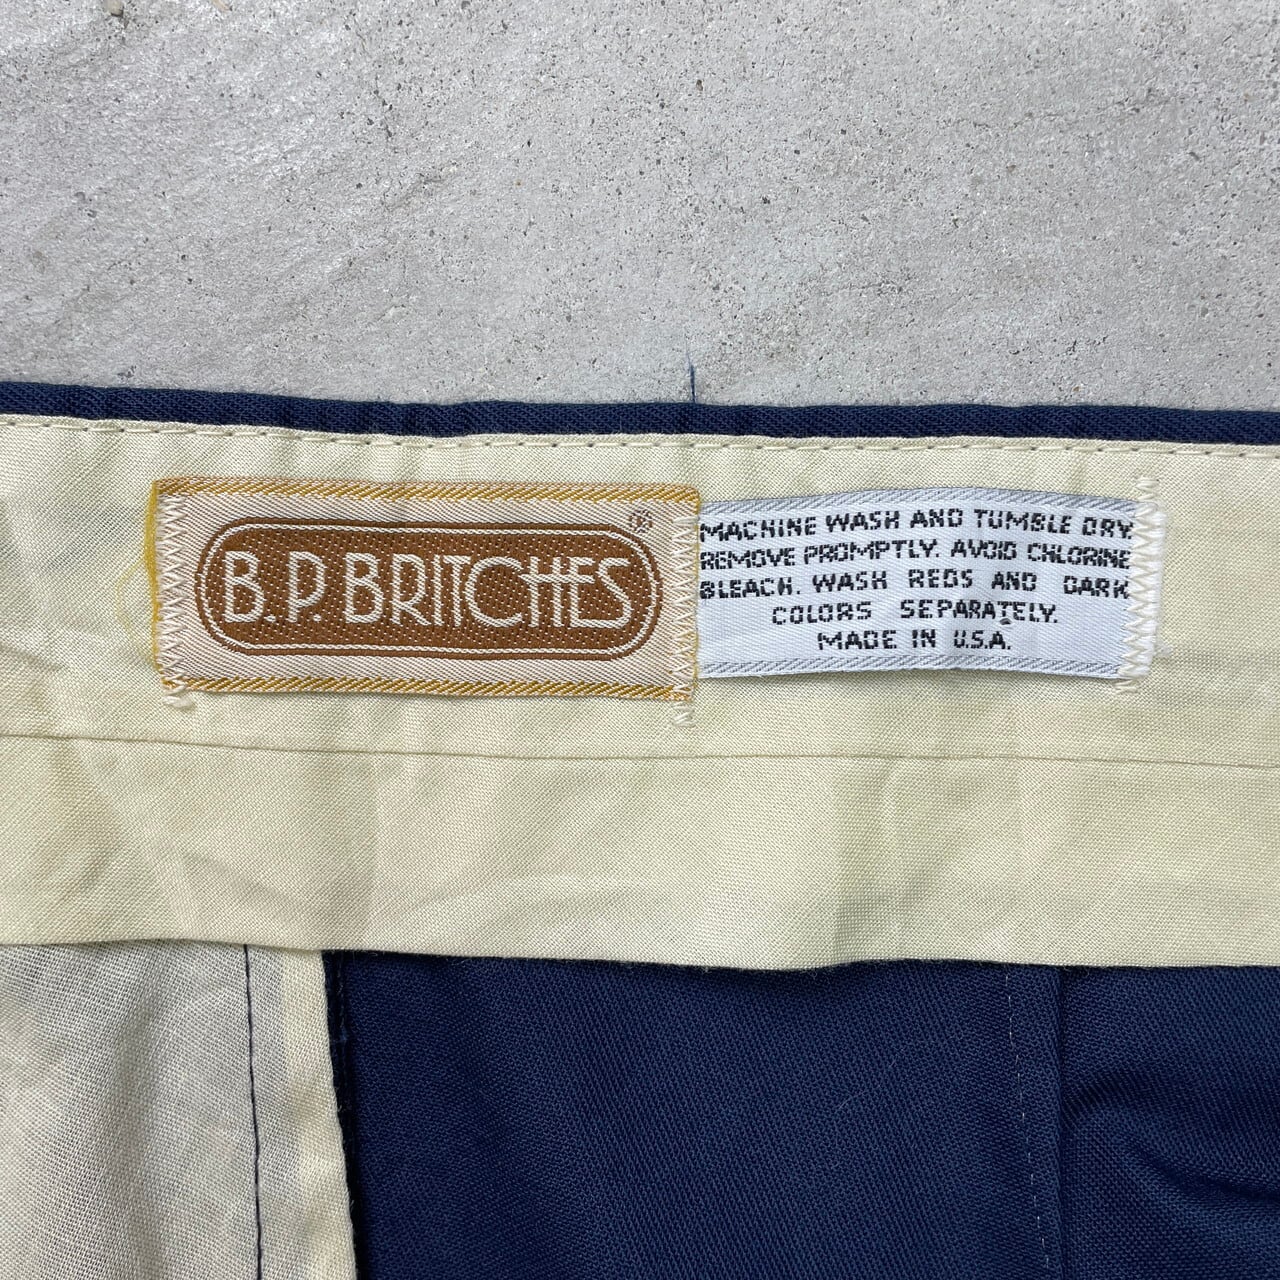 B.P. BRITCHES ®
MACHINE WASH AND TUMBLE DRY.
REMOVE PROMPTLY. AVOID CHLORINE
BLEACH. WASH REDS AND DARK
COLORS SEPARATELY.
MADE IN U.S.A.